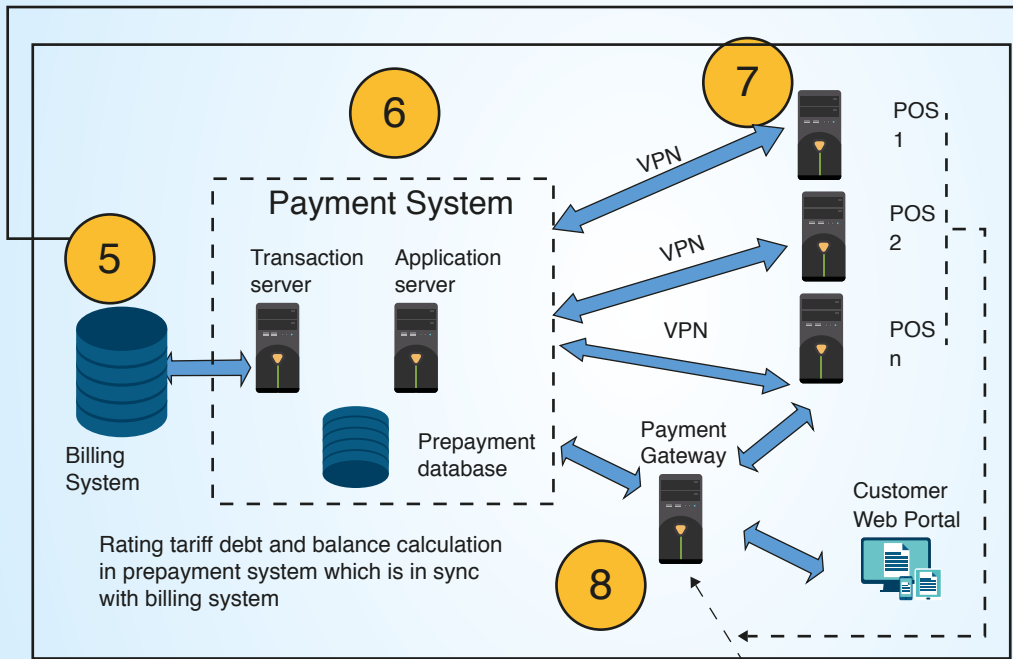 6
7
POS
1
VPN
Payment System
5
Transaction
server
Application
server
VPN
POS
2
VPN
POS
n
Billing
System
Prepayment
database
Payment
Gateway
Customer
Web Portal
Rating tariff debt and balance calculation
in prepayment system which is in sync
with billing system
8